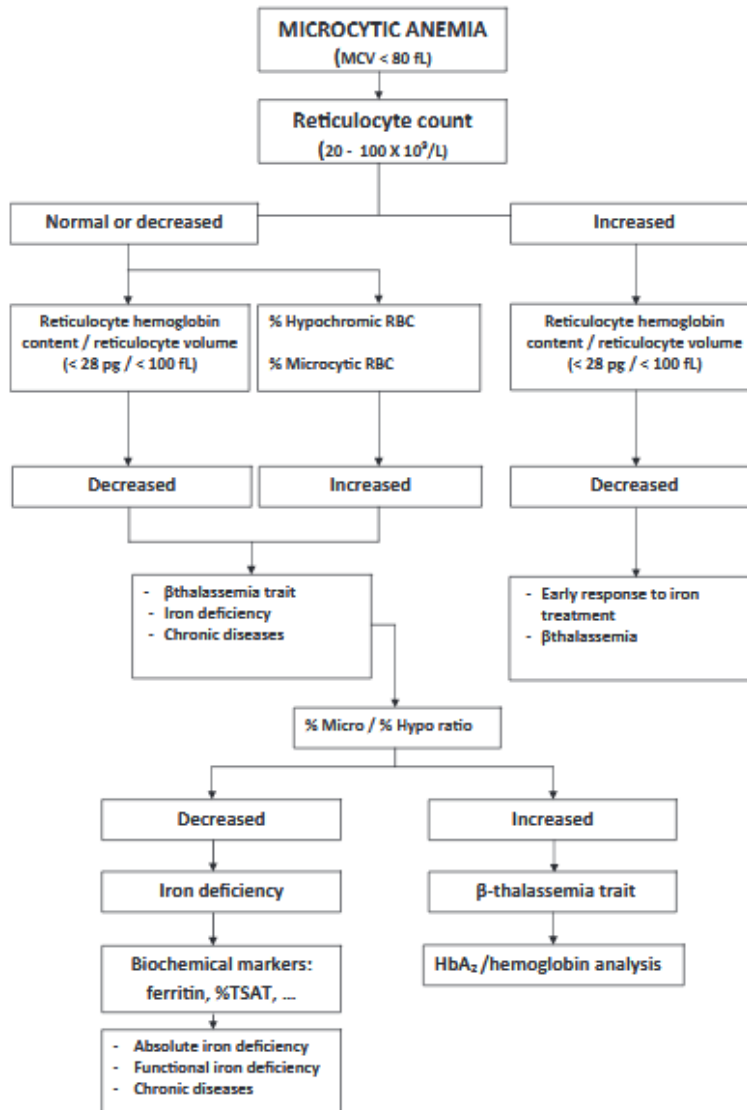 MICROCYTIC ANEMIA
(MCV < 80 fL)
Reticulocyte count
(20 - 100 X 10⁹/L)
Normal or decreased
Increased
Reticulocyte hemoglobin
content / reticulocyte volume
(< 28 pg / < 100 fL)
% Hypochromic RBC
% Microcytic RBC
Reticulocyte hemoglobin
content / reticulocyte volume
(< 28 pg / < 100 fL)
Decreased
Increased
Decreased
- βthalassemia trait
- Iron deficiency
- Chronic diseases
- Early response to iron
treatment
- βthalassemia
% Micro / % Hypo ratio
Decreased
Increased
Iron deficiency
β-thalassemia trait
Biochemical markers:
ferritin, %TSAT, ...
HbA₂/hemoglobin analysis
- Absolute iron deficiency
- Functional iron deficiency
- Chronic diseases